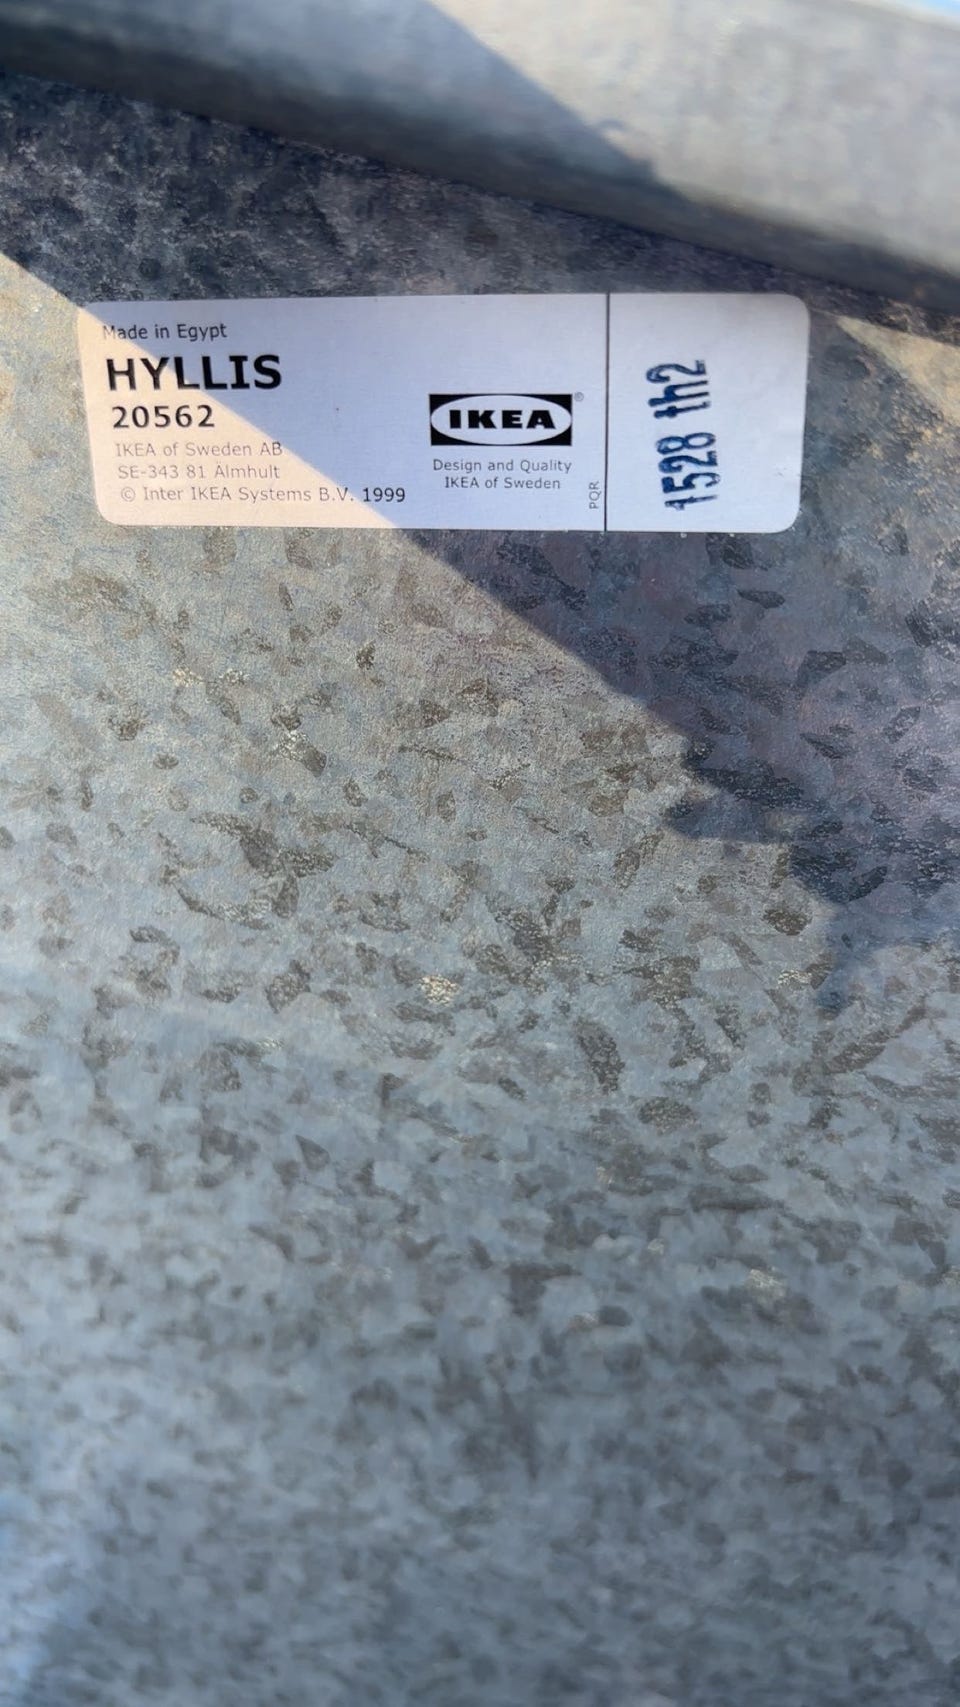 Made in Egypt
HYLLIS
20562
IKEA of Sweden AB
SE-343 81 Älmhult
© Inter IKEA Systems B.V. 1999
IKEA®
Design and Quality
IKEA of Sweden
PQR
1528 th2